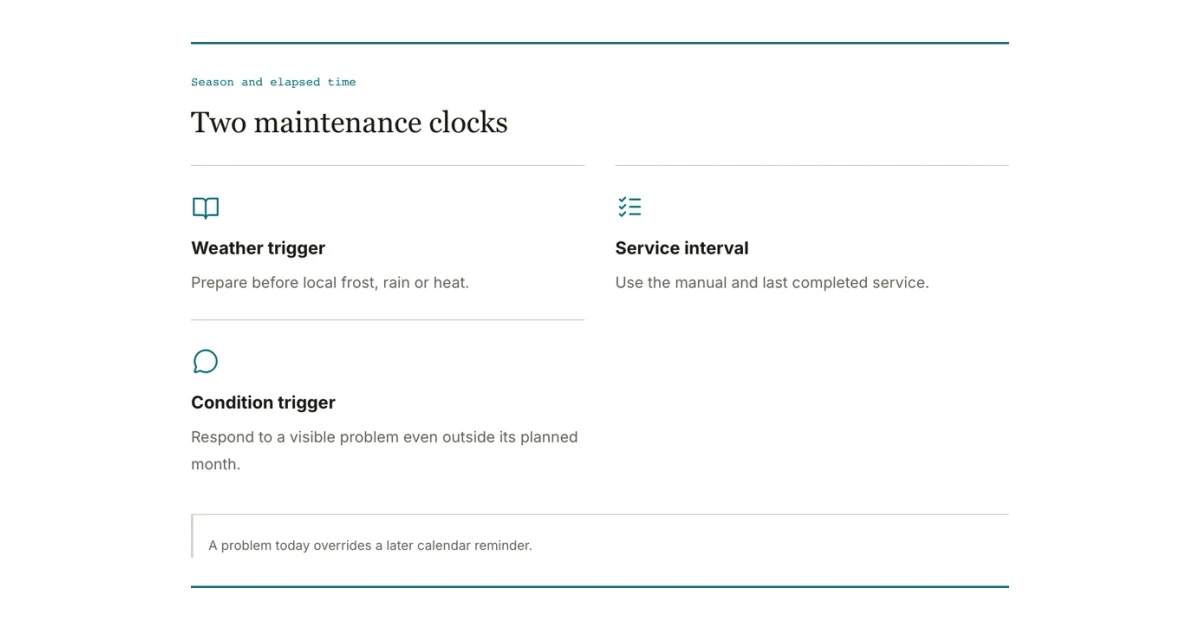 Season and elapsed time
Two maintenance clocks
Weather trigger
Prepare before local frost, rain or heat.
Service interval
Use the manual and last completed service.
Condition trigger
Respond to a visible problem even outside its planned
month.
A problem today overrides a later calendar reminder.